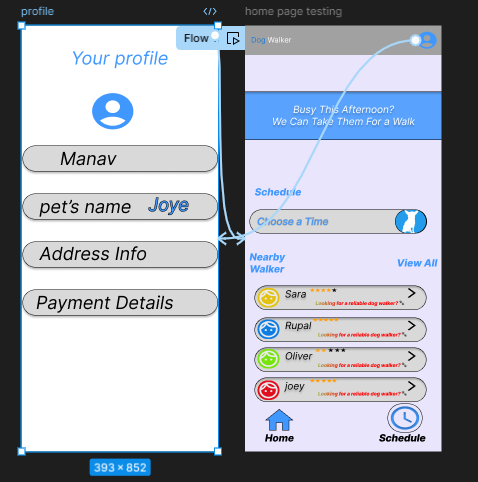 profile
</>
Flow
Your profile
Manav
pet's name Joye
Address Info
Payment Details
393 × 852
home page testing
Dog Walker
Busy This Afternoon?
We Can Take Them For a Walk
Schedule
Choose a Time
Nearby
Walker
View All
Sara
Looking for a reliable dog walker?
Rupal
Looking for a reliable dog walker?
Oliver
Looking for a reliable dog walker?
joey
Looking for a reliable dog walker?
Home
Schedule